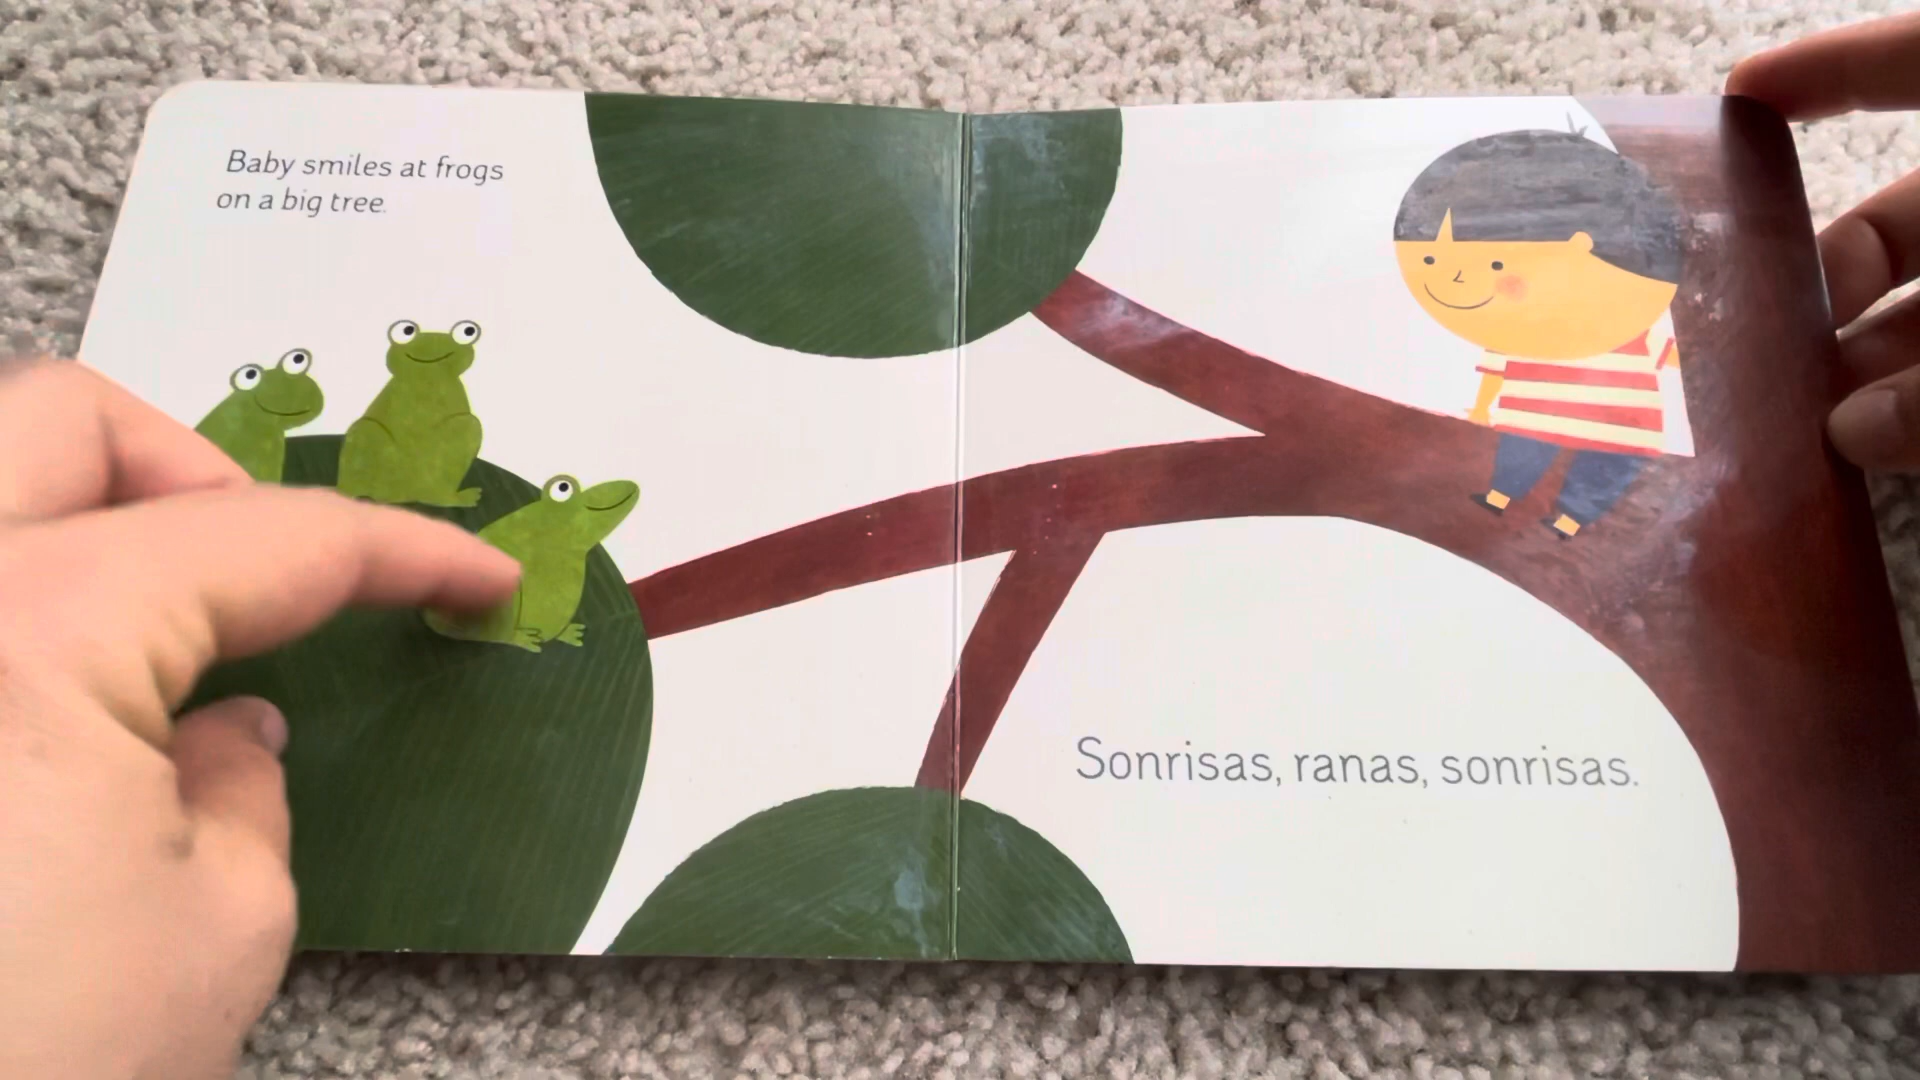 Baby smiles at frogs
on a big tree.
Sonrisas, ranas, sonrisas.